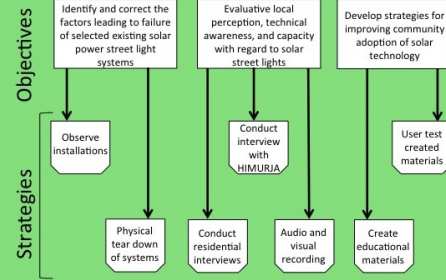 Objectives
Identify and correct the
factors leading to failure
of selected existing solar
power street light
systems
Evaluate local
perception, technical
awareness, and capacity
with regard to solar
street lights
Develop strategies for
improving community
adoption of solar
technology
Strategies
Observe
installations
Conduct
interview
with
HIMURJA
User test
created
materials
Physical
tear down
of systems
Conduct
residential
interviews
Audio and
visual
recording
Create
educational
materials